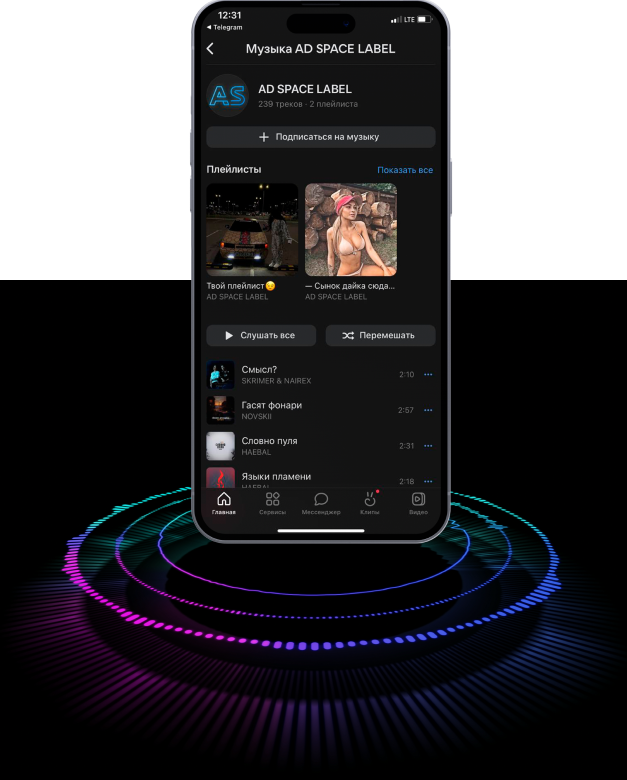 12:31
LTE
Telegram
Музыка AD SPACE LABEL
AS
AD SPACE LABEL
239 треков · 2 плейлиста
Подписаться на музыку
Плейлисты
Показать все
Твой плейлист😔
AD SPACE LABEL
— Сынок дайка сюда...
AD SPACE LABEL
Слушать все
Перемешать
Смысл?
SKRIMER & NAIREX
2:10
Гасят фонари
NOVSKII
2:57
Словно пуля
HAEBAL
2:31
Языки пламени
HAEBAL
2:18
Главная
Сервисы
Мессенджер
Клипы
Видео